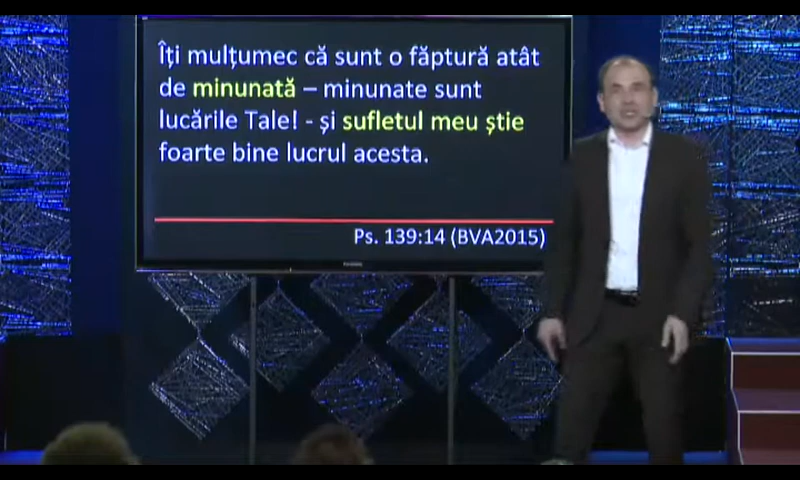 Îți mulțumec că sunt o făptură atât
de minunată – minunate sunt
lucările Tale! - și sufletul meu știe
foarte bine lucrul acesta.
Ps. 139:14 (BVA2015)